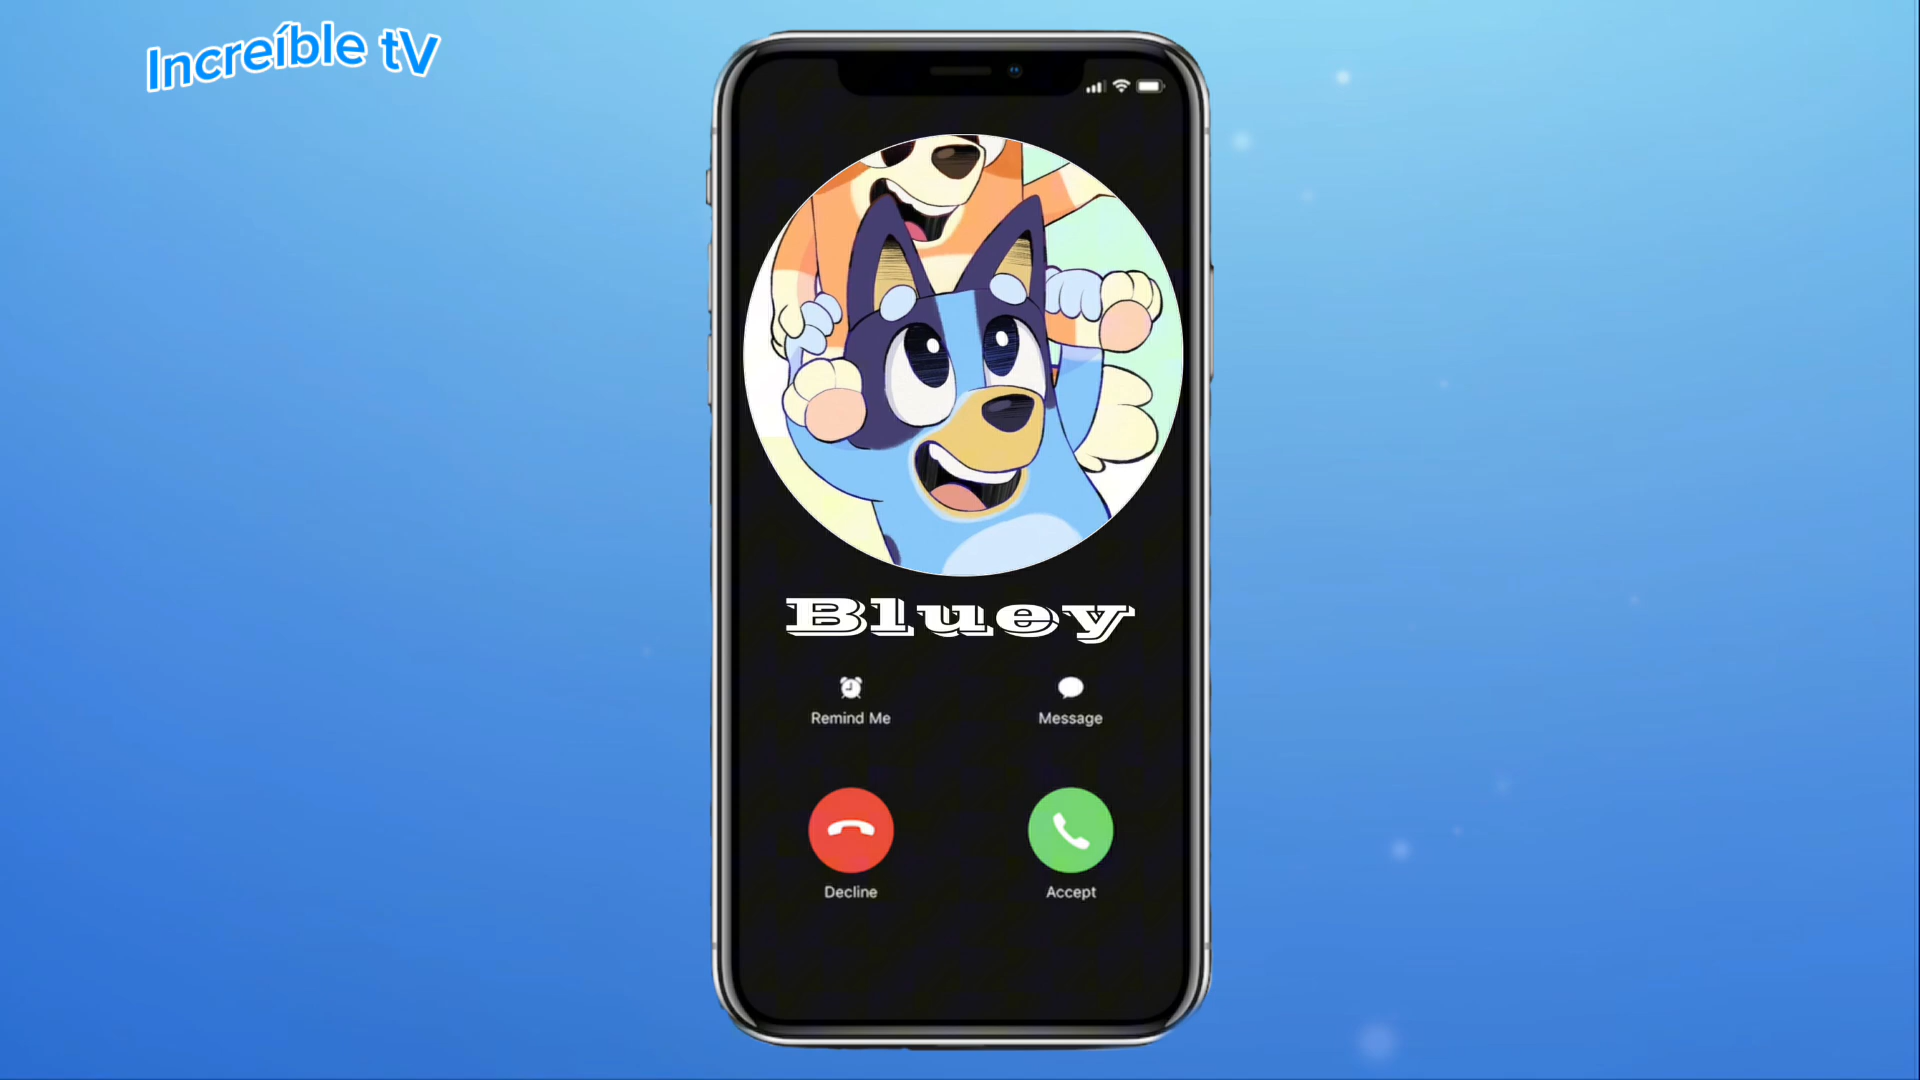 Increíble tV
Bluey
Remind Me
Message
Decline
Accept